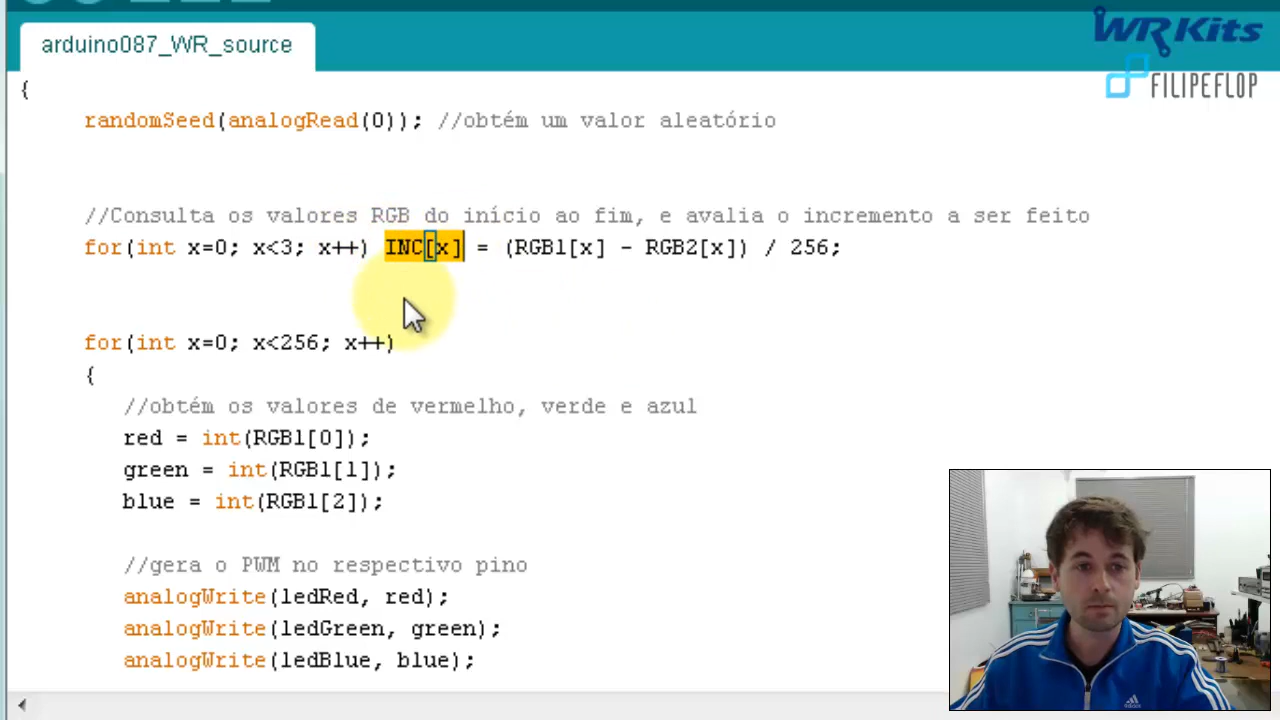 arduino087_WR_source
WR Kits
FILIPEFLOP
{
randomSeed(analogRead(0)); //obtém um valor aleatório
//Consulta os valores RGB do início ao fim, e avalia o incremento a ser feito
for(int x=0; x<3; x++) INC[x] = (RGB1[x] - RGB2[x]) / 256;
for(int x=0; x<256; x++)
{
//obtém os valores de vermelho, verde e azul
red = int(RGB1[0]);
green = int(RGB1[1]);
blue = int(RGB1[2]);
//gera o PWM no respectivo pino
analogWrite(ledRed, red);
analogWrite(ledGreen, green);
analogWrite(ledBlue, blue);